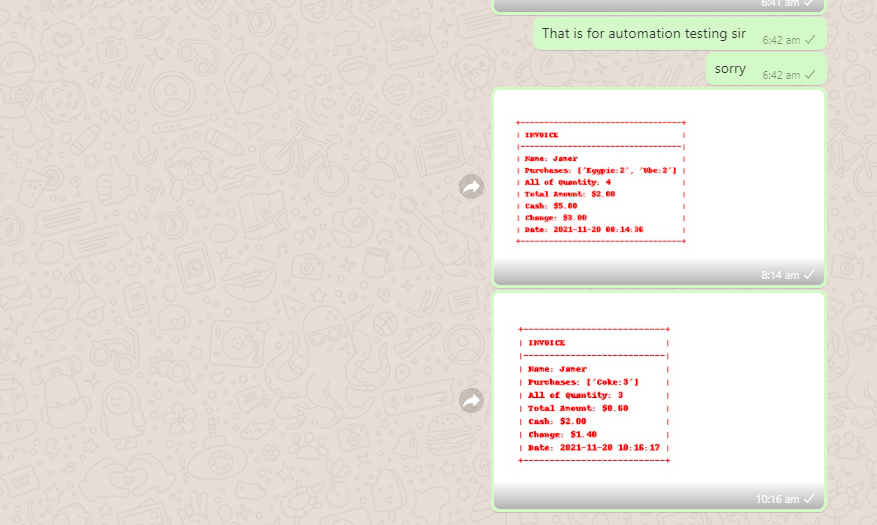 6:41 am
That is for automation testing sir
6:42 am
sorry
6:42 am
+----------------------------------+
| INVOICE |
|----------------------------------|
| Name: Jamer |
| Purchases: ['Eggpie:2', 'Ube:2'] |
| All of Quantity: 4 |
| Total Amount: $2.00 |
| Cash: $5.00 |
| Change: $3.00 |
| Date: 2021-11-20 08:14:36 |
+----------------------------------+
8:14 am
+---------------------------+
| INVOICE |
|---------------------------|
| Name: Jamer |
| Purchases: ['Coke:3'] |
| All of Quantity: 3 |
| Total Amount: $0.60 |
| Cash: $2.00 |
| Change: $1.40 |
| Date: 2021-11-20 10:16:17 |
+---------------------------+
10:16 am